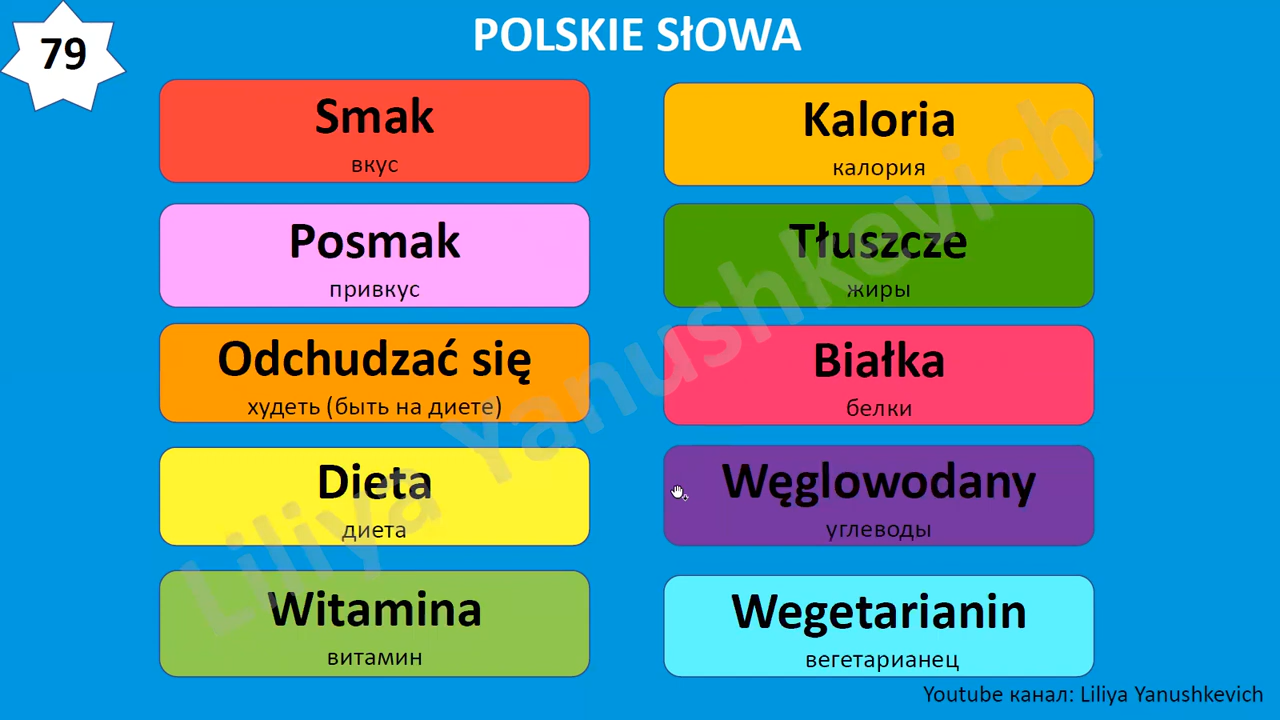 79
POLSKIE SłOWA
Smak
вкус
Posmak
привкус
Odchudzać się
худеть (быть на диете)
Dieta
диета
Witamina
витамин
Kaloria
калория
Tłuszcze
жиры
Białka
белки
Węglowodany
углеводы
Wegetarianin
вегетарианец
Liliya Yanushkevich
Youtube канал: Liliya Yanushkevich